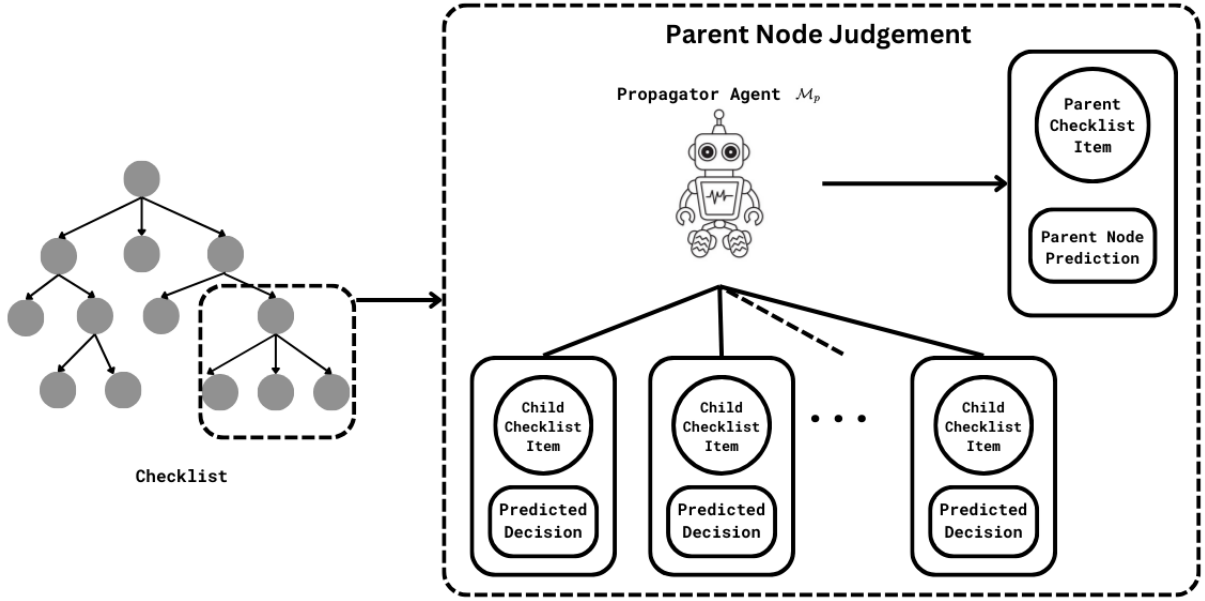 Parent Node Judgement
Propagator Agent ℳₚ
Parent
Checklist
Item
Parent Node
Prediction
Checklist
Child
Checklist
Item
Predicted
Decision
Child
Checklist
Item
Predicted
Decision
• • •
Child
Checklist
Item
Predicted
Decision